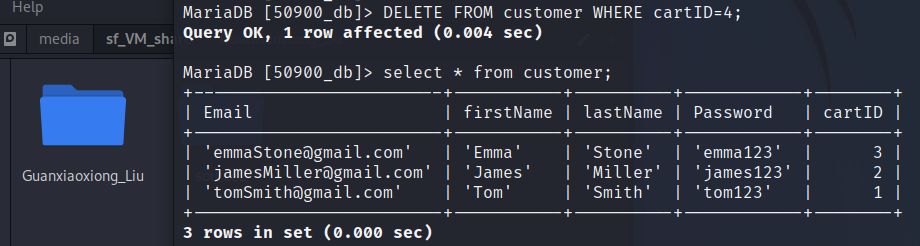 Help
media
sf_VM_sha
Guanxiaoxiong_Liu
MariaDB [50900_db]> DELETE FROM customer WHERE cartID=4;
Query OK, 1 row affected (0.004 sec)
MariaDB [50900_db]> select * from customer;
+-------------------------+-----------+----------+------------+--------+
| Email | firstName | lastName | Password | cartID |
+-------------------------+-----------+----------+------------+--------+
| 'emmaStone@gmail.com' | 'Emma' | 'Stone' | 'emma123' | 3 |
| 'jamesMiller@gmail.com' | 'James' | 'Miller' | 'james123' | 2 |
| 'tomSmith@gmail.com' | 'Tom' | 'Smith' | 'tom123' | 1 |
+-------------------------+-----------+----------+------------+--------+
3 rows in set (0.000 sec)